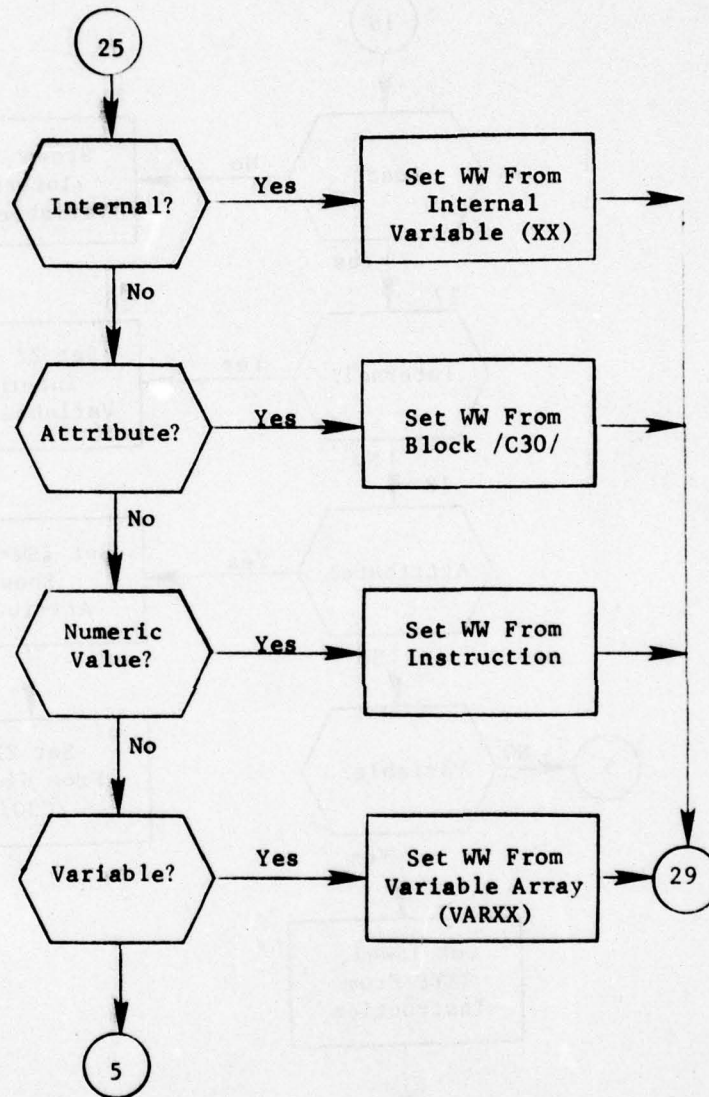 25
Internal?
Yes
Set WW From
Internal
Variable (XX)
No
Attribute?
Yes
Set WW From
Block /C30/
No
Numeric
Value?
Yes
Set WW From
Instruction
No
Variable?
Yes
Set WW From
Variable Array
(VARXX)
29
5